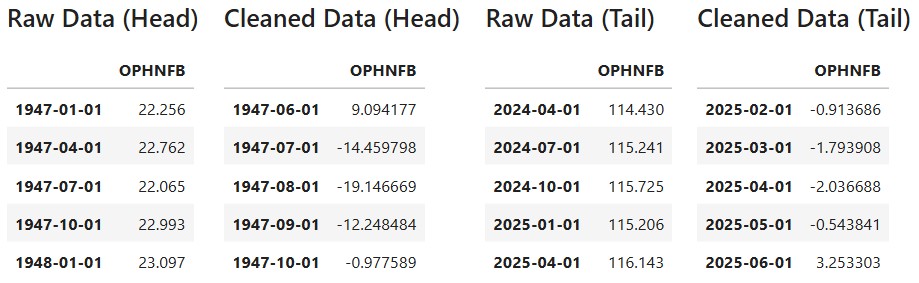 Raw Data (Head) Cleaned Data (Head) Raw Data (Tail) Cleaned Data (Tail)
OPHNFB OPHNFB OPHNFB OPHNFB
1947-01-01 22.256 1947-06-01 9.094177 2024-04-01 114.430 2025-02-01 -0.913686
1947-04-01 22.762 1947-07-01 -14.459798 2024-07-01 115.241 2025-03-01 -1.793908
1947-07-01 22.065 1947-08-01 -19.146669 2024-10-01 115.725 2025-04-01 -2.036688
1947-10-01 22.993 1947-09-01 -12.248484 2025-01-01 115.206 2025-05-01 -0.543841
1948-01-01 23.097 1947-10-01 -0.977589 2025-04-01 116.143 2025-06-01 3.253303